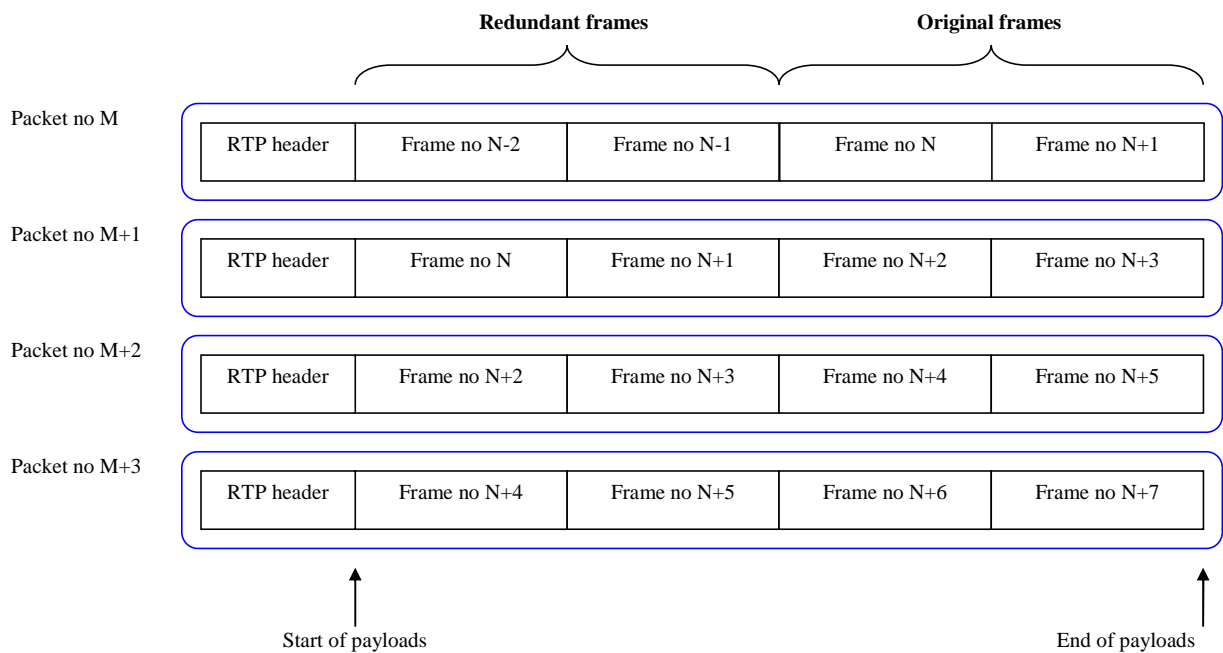 Redundant frames Original frames
Packet no M
RTP header Frame no N-2 Frame no N-1 Frame no N Frame no N+1
Packet no M+1
RTP header Frame no N Frame no N+1 Frame no N+2 Frame no N+3
Packet no M+2
RTP header Frame no N+2 Frame no N+3 Frame no N+4 Frame no N+5
Packet no M+3
RTP header Frame no N+4 Frame no N+5 Frame no N+6 Frame no N+7
Start of payloads End of payloads